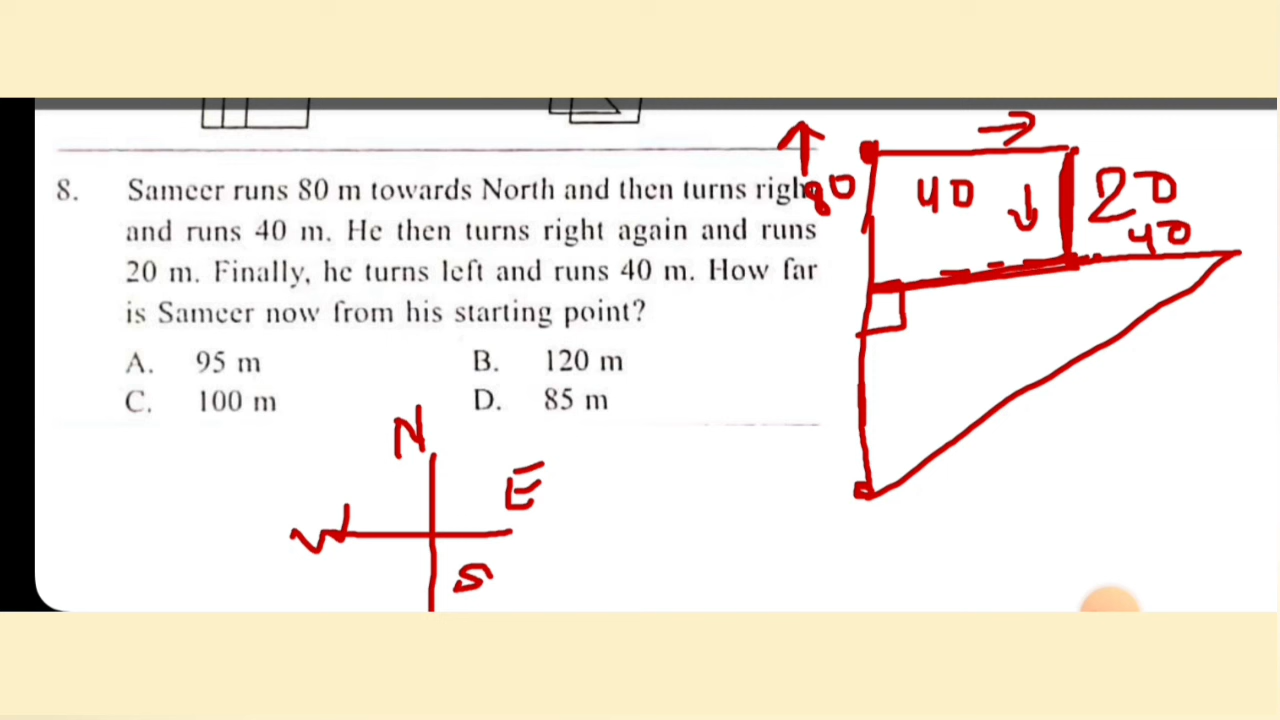 8. Sameer runs 80 m towards North and then turns right
and runs 40 m. He then turns right again and runs
20 m. Finally, he turns left and runs 40 m. How far
is Sameer now from his starting point?
A. 95 m B. 120 m
C. 100 m D. 85 m
80 40 20
40
N
E
W
S